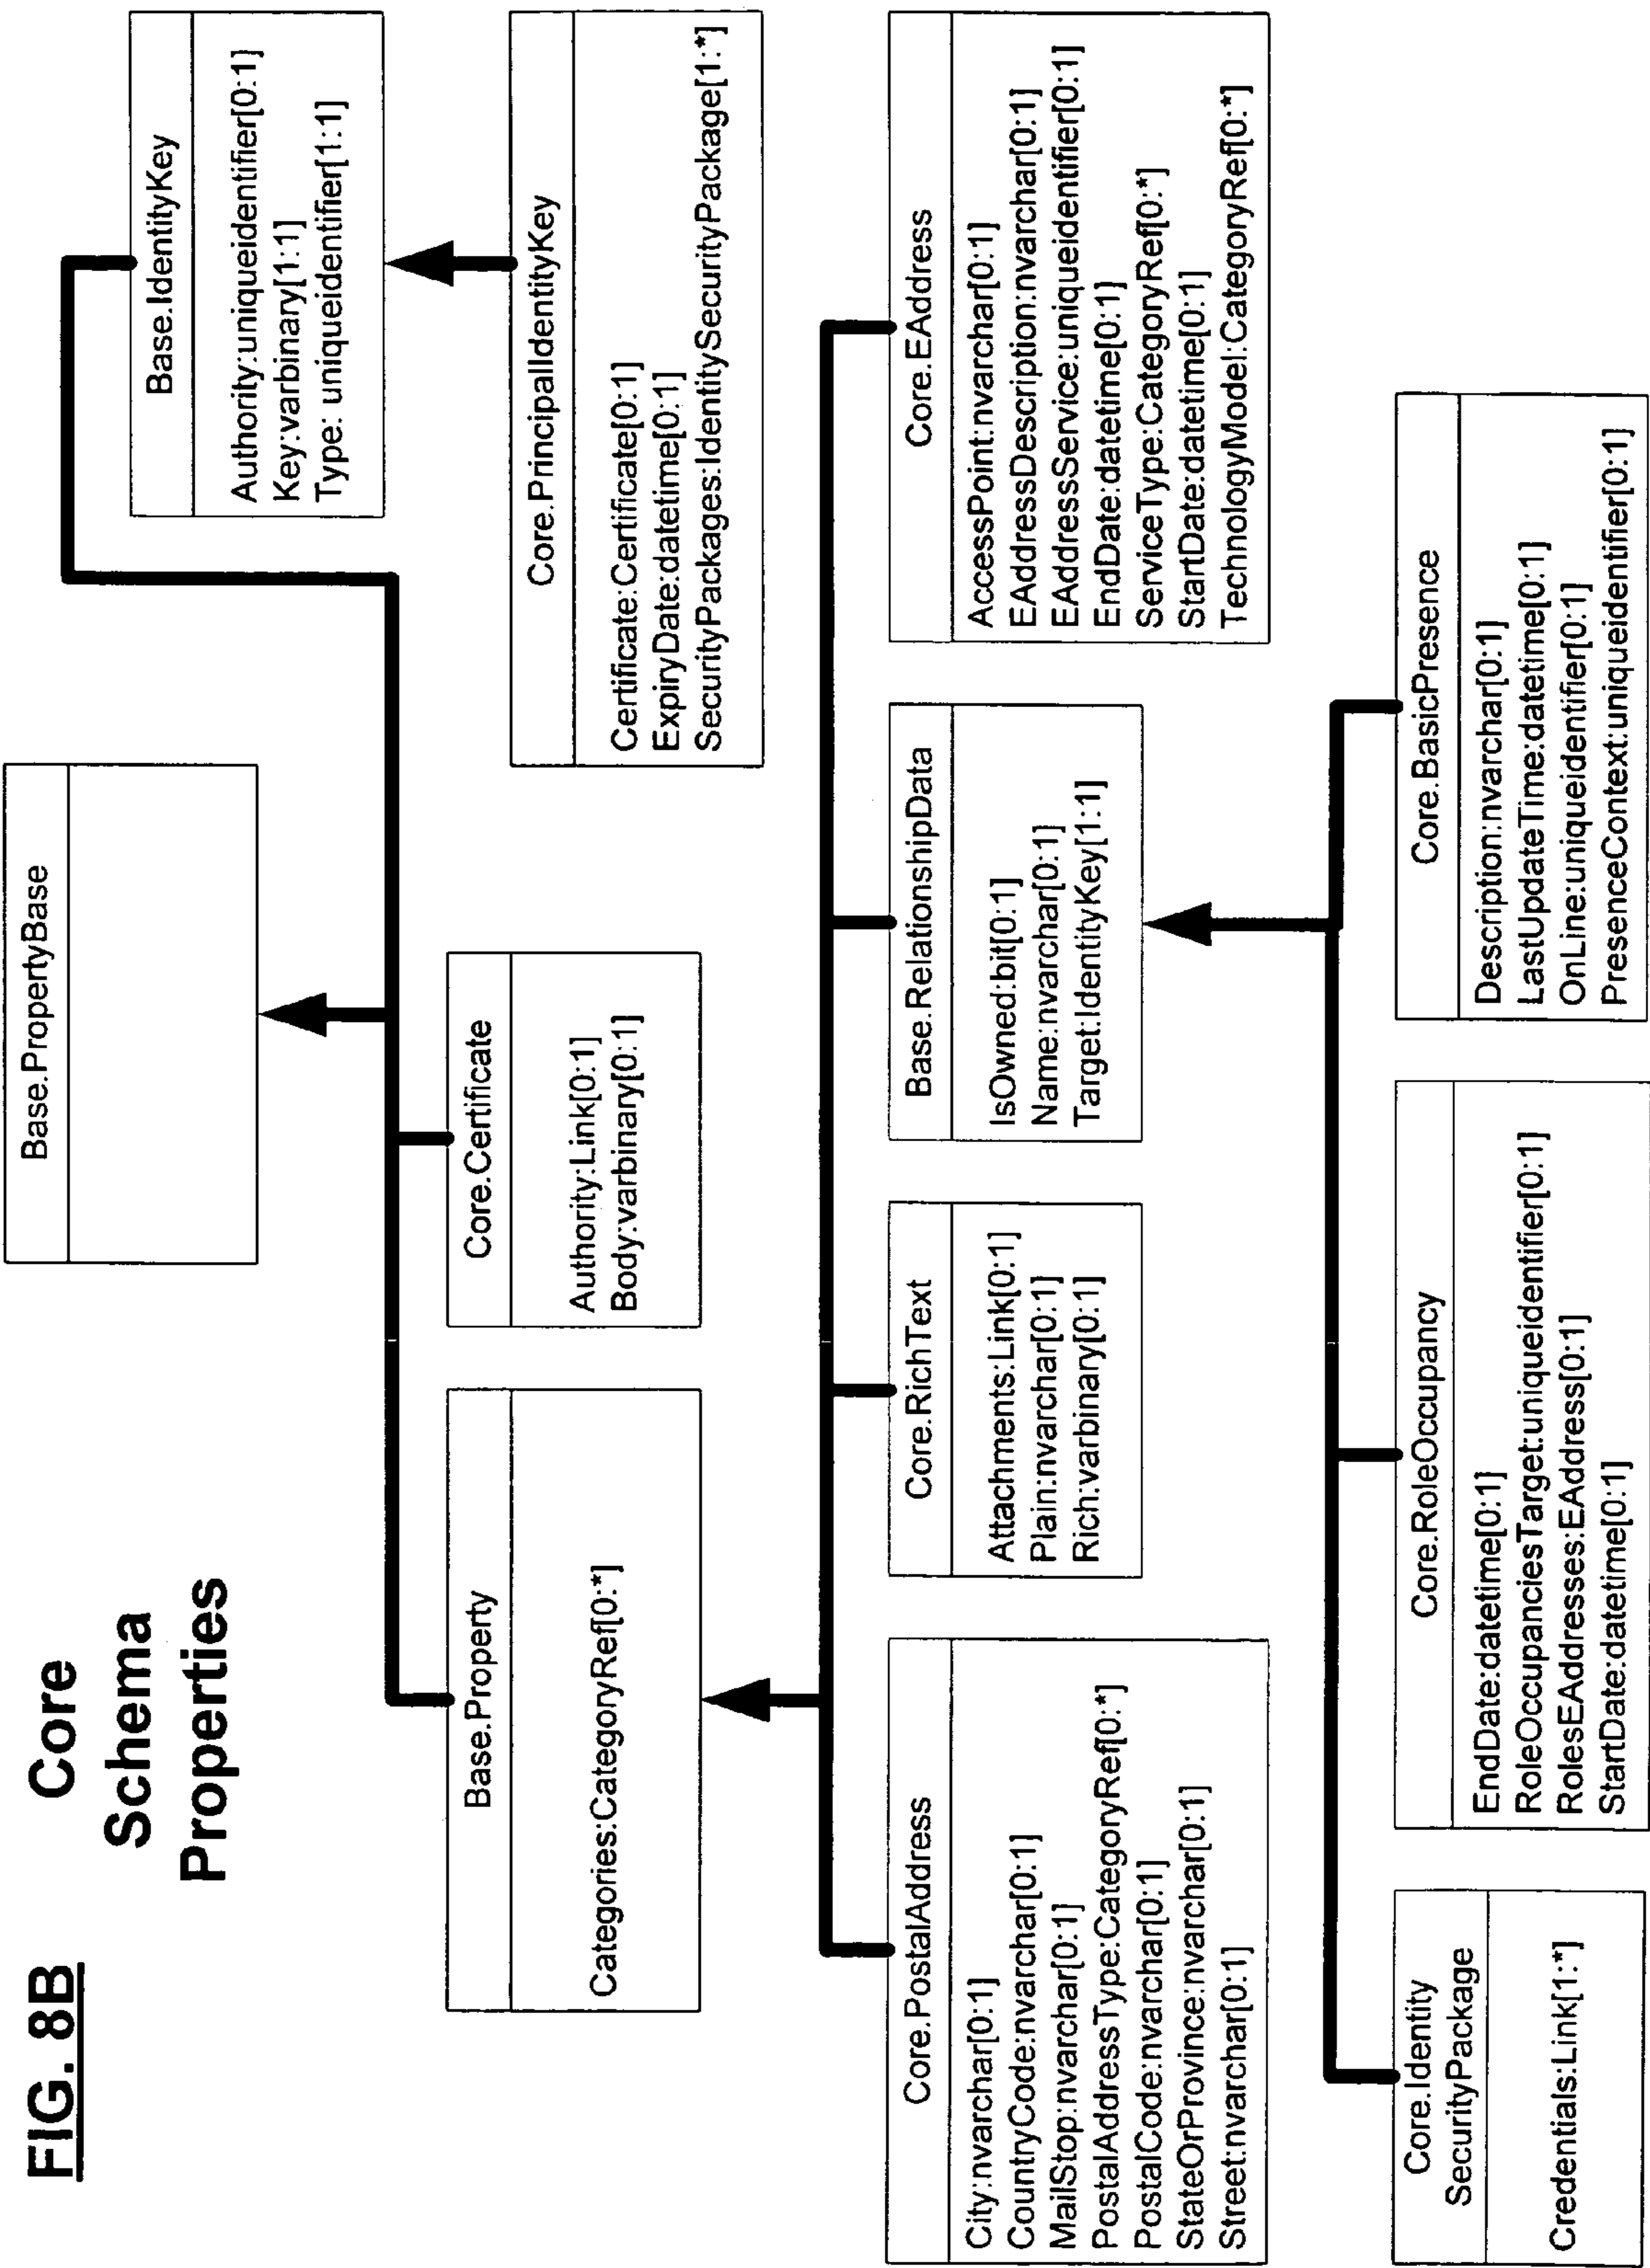 FIG. 8B
Core
Schema
Properties
Base.PropertyBase
Base.IdentityKey
Authority:uniqueidentifier[0:1]
Key:varbinary[1:1]
Type: uniqueidentifier[1:1]
Base.Property
Categories:CategoryRef[0:*]
Core.Certificate
Authority:Link[0:1]
Body:varbinary[0:1]
Core.PrincipalIdentityKey
Certificate:Certificate[0:1]
ExpiryDate:datetime[0:1]
SecurityPackages:IdentitySecurityPackage[1:*]
Core.PostalAddress
City:nvarchar[0:1]
CountryCode:nvarchar[0:1]
MailStop:nvarchar[0:1]
PostalAddressType:CategoryRef[0:*]
PostalCode:nvarchar[0:1]
StateOrProvince:nvarchar[0:1]
Street:nvarchar[0:1]
Core.RichText
Attachments:Link[0:1]
Plain:nvarchar[0:1]
Rich:varbinary[0:1]
Base.RelationshipData
IsOwned:bit[0:1]
Name:nvarchar[0:1]
Target:IdentityKey[1:1]
Core.EAddress
AccessPoint:nvarchar[0:1]
EAddressDescription:nvarchar[0:1]
EAddressService:uniqueidentifier[0:1]
EndDate:datetime[0:1]
ServiceType:CategoryRef[0:*]
StartDate:datetime[0:1]
TechnologyModel:CategoryRef[0:*]
Core.Identity
SecurityPackage
Credentials:Link[1:*]
Core.RoleOccupancy
EndDate:datetime[0:1]
RoleOccupanciesTarget:uniqueidentifier[0:1]
RolesEAddresses:EAddress[0:1]
StartDate:datetime[0:1]
Core.BasicPresence
Description:nvarchar[0:1]
LastUpdateTime:datetime[0:1]
OnLine:uniqueidentifier[0:1]
PresenceContext:uniqueidentifier[0:1]